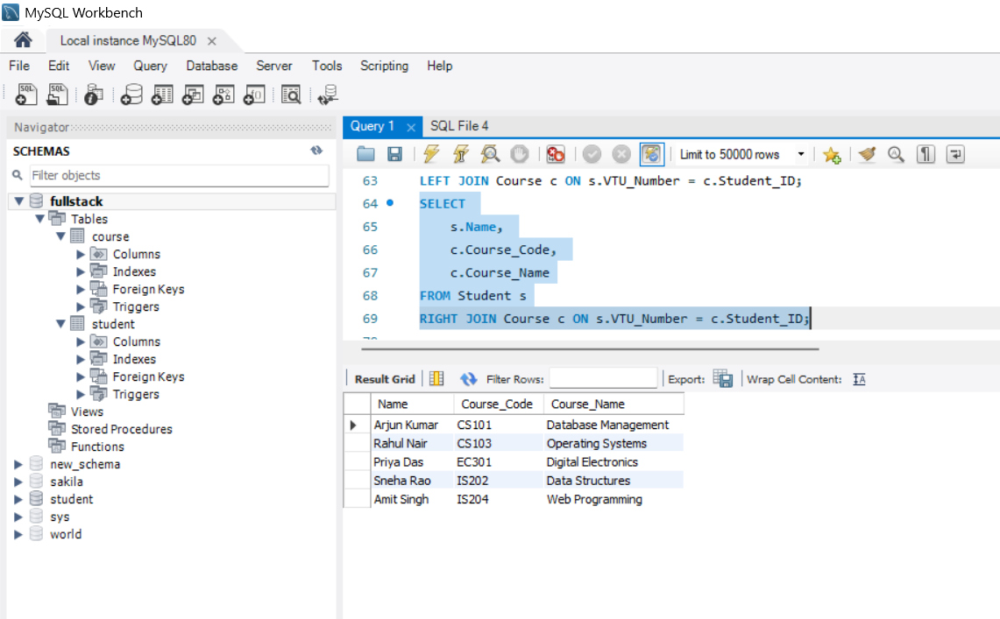 MySQL Workbench
Local instance MySQL80
File Edit View Query Database Server Tools Scripting Help
Navigator
SCHEMAS
Filter objects
fullstack
Tables
course
Columns
Indexes
Foreign Keys
Triggers
student
Columns
Indexes
Foreign Keys
Triggers
Views
Stored Procedures
Functions
new_schema
sakila
student
sys
world
Query 1 SQL File 4
Limit to 50000 rows
63 LEFT JOIN Course c ON s.VTU_Number = c.Student_ID;
64 SELECT
65 s.Name,
66 c.Course_Code,
67 c.Course_Name
68 FROM Student s
69 RIGHT JOIN Course c ON s.VTU_Number = c.Student_ID;
Result Grid Filter Rows: Export: Wrap Cell Content:
Name Course_Code Course_Name
Arjun Kumar CS101 Database Management
Rahul Nair CS103 Operating Systems
Priya Das EC301 Digital Electronics
Sneha Rao IS202 Data Structures
Amit Singh IS204 Web Programming